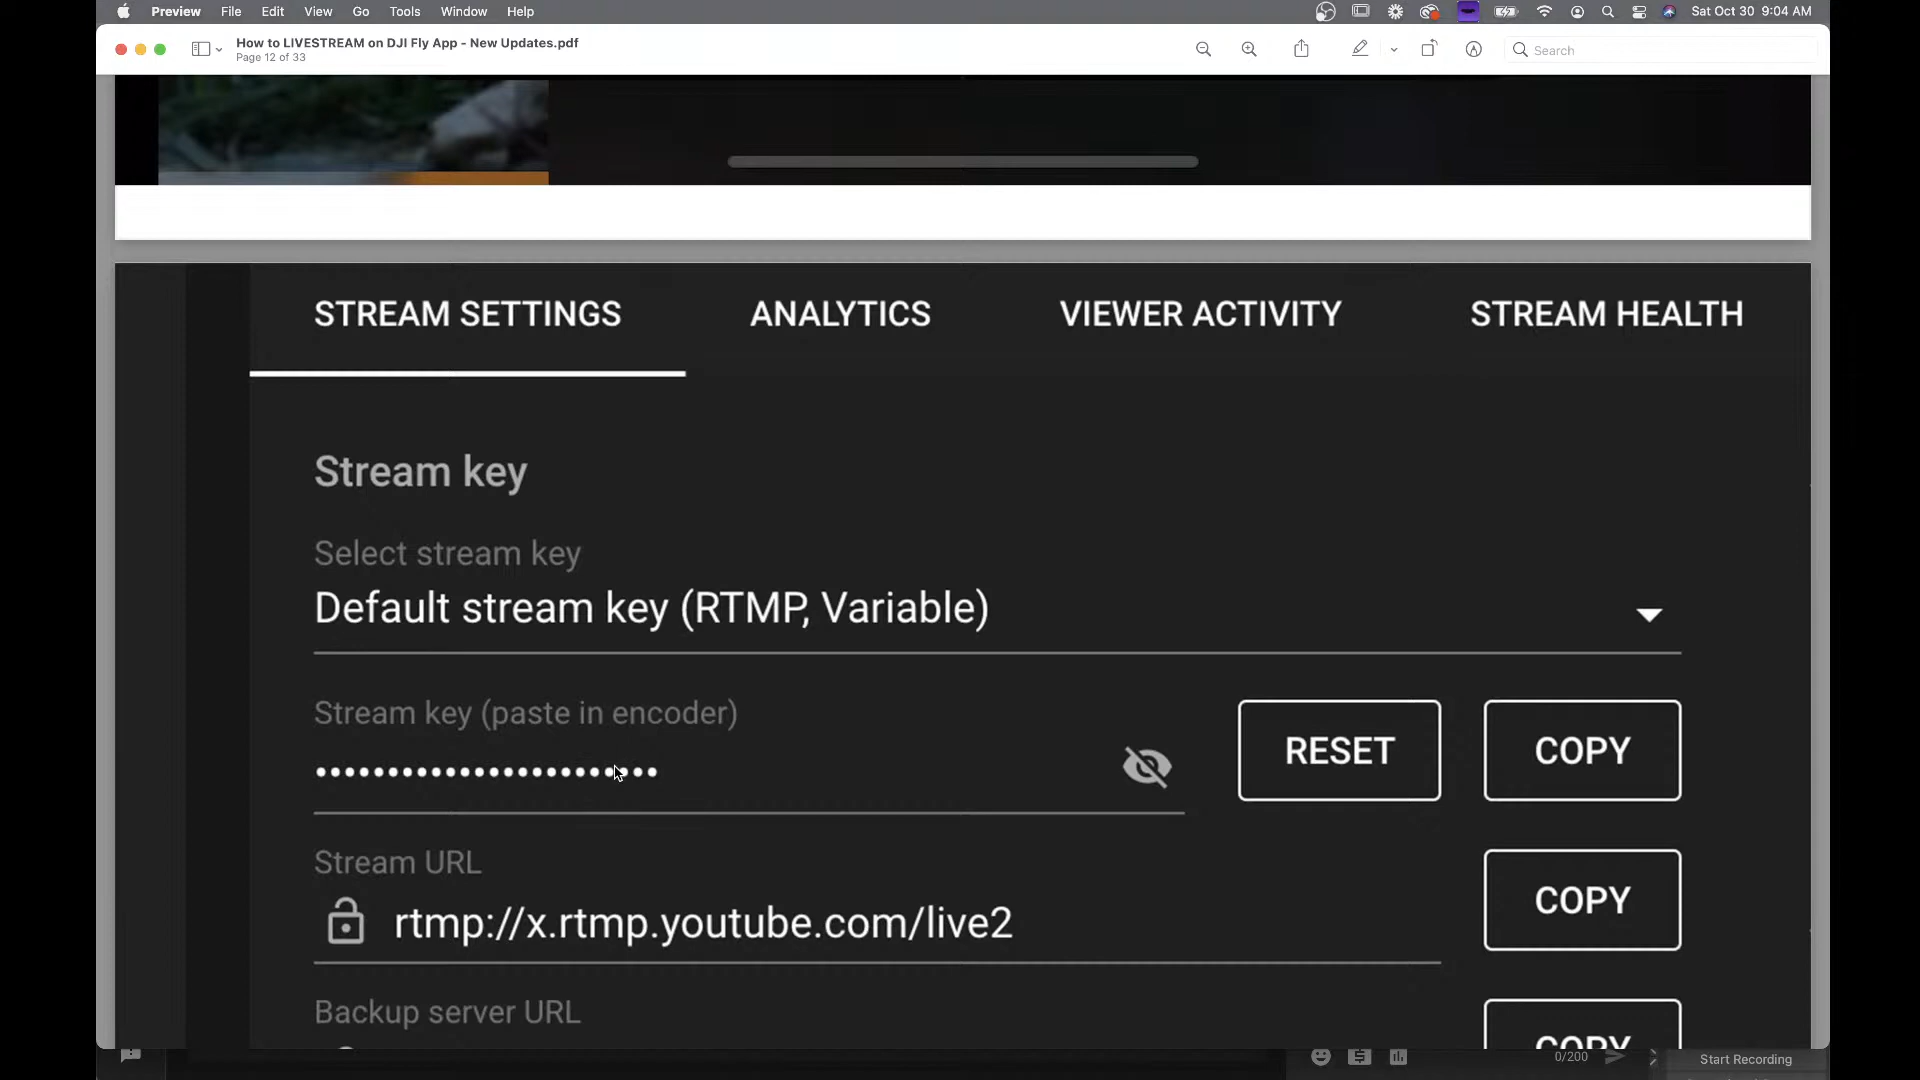 Preview File Edit View Go Tools Window Help Sat Oct 30 9:04 AM
How to LIVESTREAM on DJI Fly App - New Updates.pdf
Page 12 of 33
Search
STREAM SETTINGS ANALYTICS VIEWER ACTIVITY STREAM HEALTH
Stream key
Select stream key
Default stream key (RTMP, Variable)
Stream key (paste in encoder)
RESET COPY
Stream URL
rtmp://x.rtmp.youtube.com/live2
COPY
Backup server URL
COPY
0/200 Start Recording